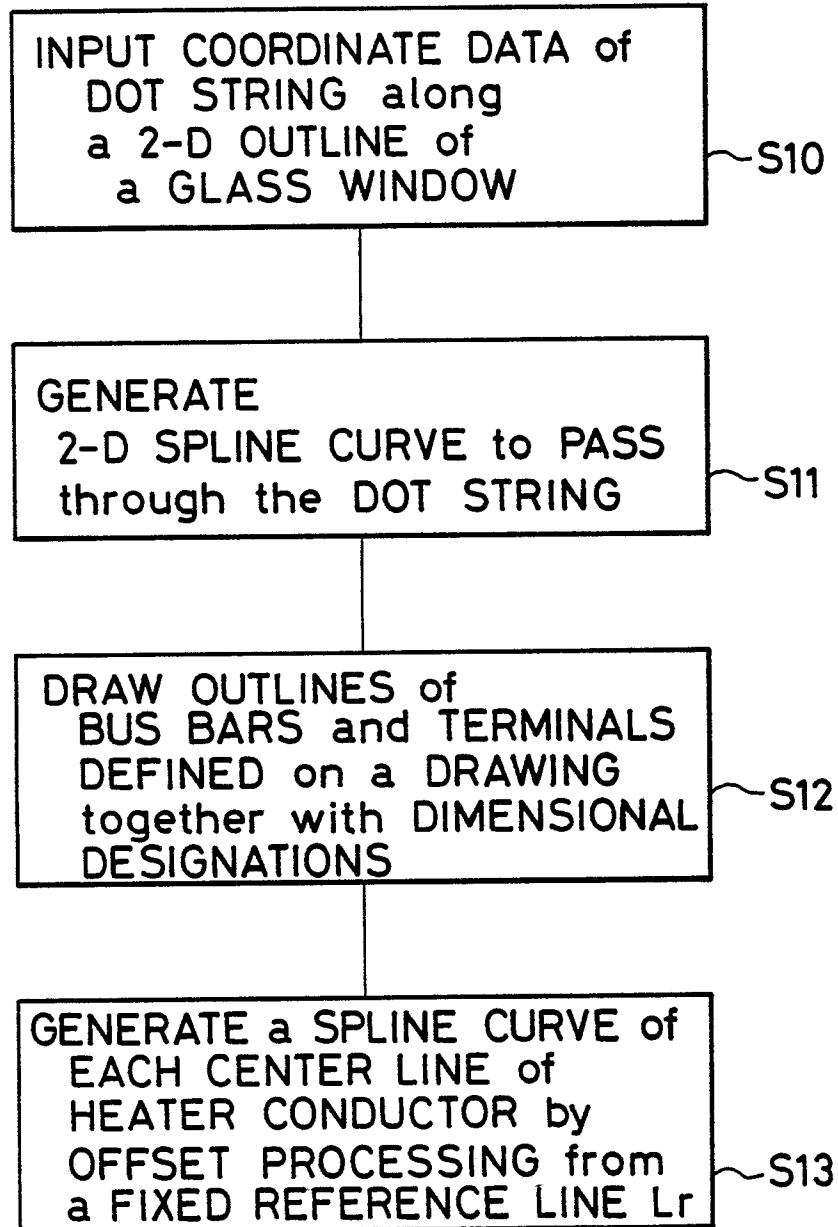 INPUT COORDINATE DATA of
DOT STRING along
a 2-D OUTLINE of
a GLASS WINDOW
S10
GENERATE
2-D SPLINE CURVE to PASS
through the DOT STRING
S11
DRAW OUTLINES of
BUS BARS and TERMINALS
DEFINED on a DRAWING
together with DIMENSIONAL
DESIGNATIONS
S12
GENERATE a SPLINE CURVE of
EACH CENTER LINE of
HEATER CONDUCTOR by
OFFSET PROCESSING from
a FIXED REFERENCE LINE Lr
S13